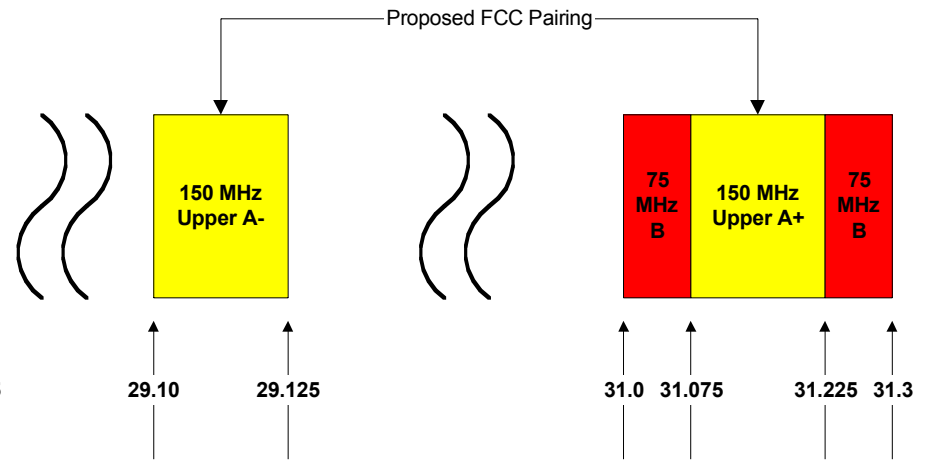 Proposed FCC Pairing
150 MHz
Upper A-
75
MHz
B
150 MHz
Upper A+
75
MHz
B
29.10
29.125
31.0
31.075
31.225
31.3